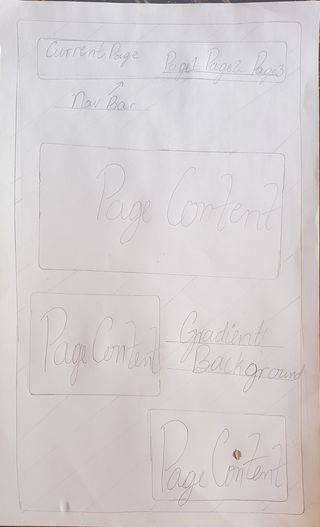 Current Page Page1 Page2 Page3
Nav Bar
Page Content
Page Content
Gradient
Background
Page Content